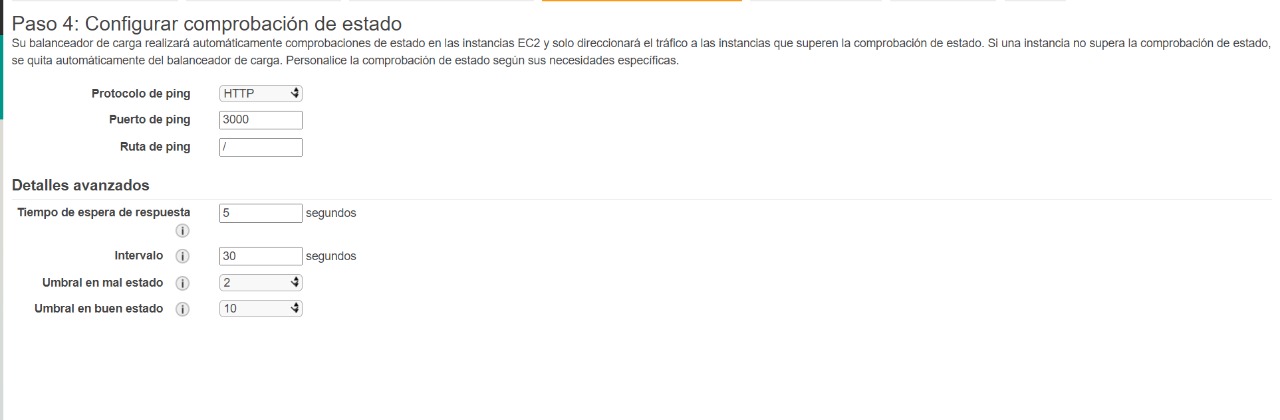 Paso 4: Configurar comprobación de estado
Su balanceador de carga realizará automáticamente comprobaciones de estado en las instancias EC2 y solo direccionará el tráfico a las instancias que superen la comprobación de estado. Si una instancia no supera la comprobación de estado,
se quita automáticamente del balanceador de carga. Personalice la comprobación de estado según sus necesidades específicas.
Protocolo de ping HTTP
Puerto de ping 3000
Ruta de ping /
Detalles avanzados
Tiempo de espera de respuesta 5 segundos
Intervalo 30 segundos
Umbral en mal estado 2
Umbral en buen estado 10